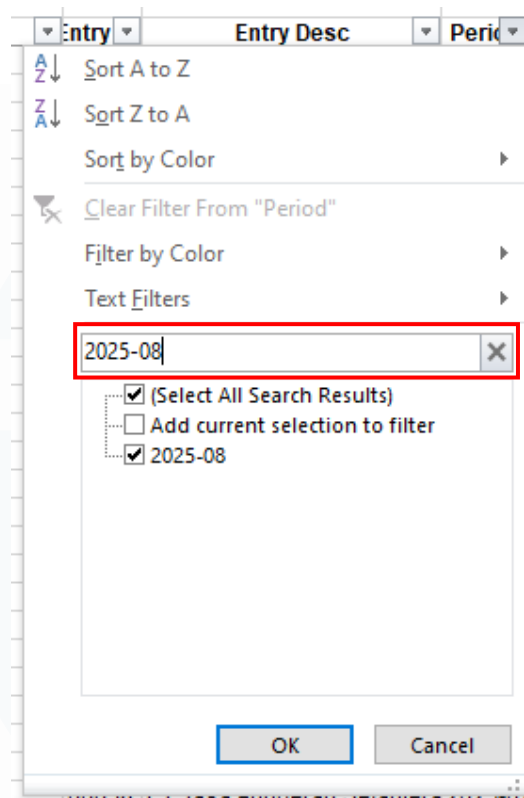 Entry Entry Desc Perio
Sort A to Z
Sort Z to A
Sort by Color
Clear Filter From "Period"
Filter by Color
Text Filters
2025-08
(Select All Search Results)
Add current selection to filter
2025-08
OK Cancel